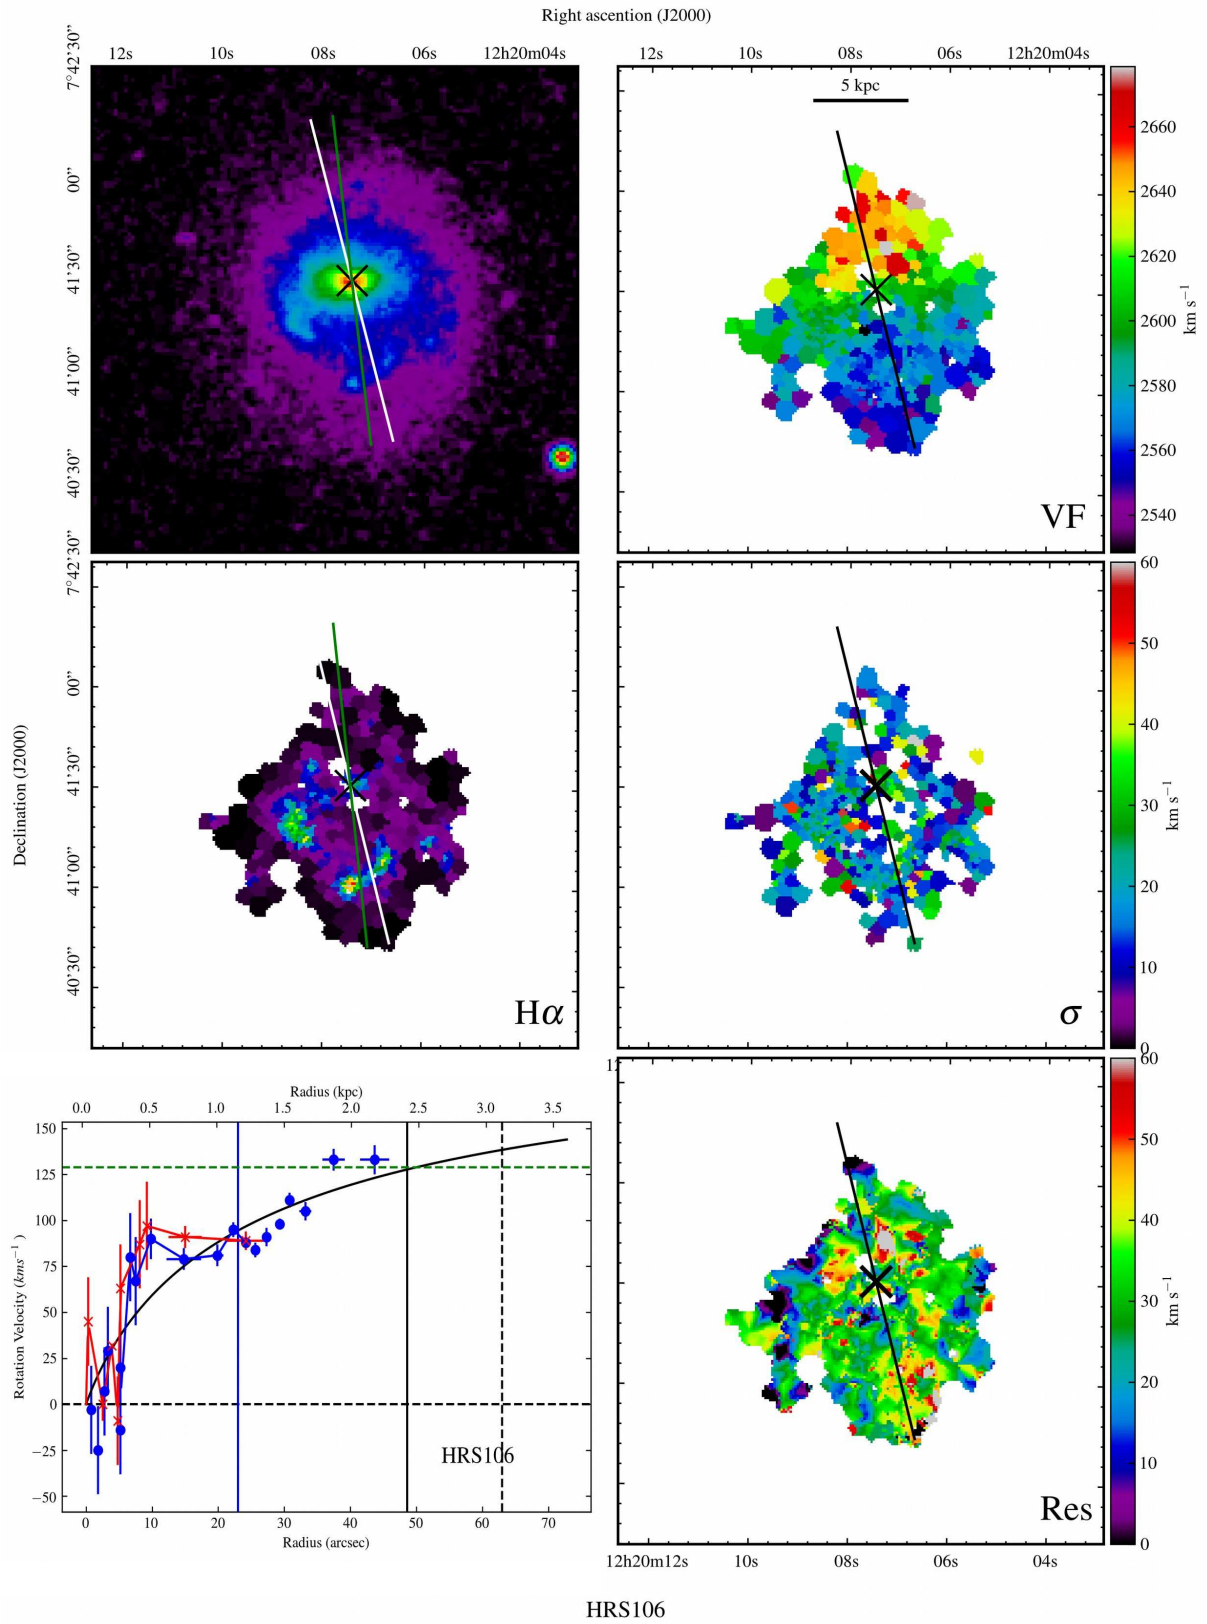 Right ascention (J2000)
12s 10s 08s 06s 12h20m04s
12s 10s 08s 06s 12h20m04s
7°42'30”
00”
41'30”
41'00”
40'30”
5 kpc
VF
2660
2640
2620
2600
2580
2560
2540
km s−1
Declination (J2000)
7°42'30”
00”
41'30”
41'00”
40'30”
Hα
σ
60
50
40
30
20
10
0
km s−1
Radius (kpc)
0.0 0.5 1.0 1.5 2.0 2.5 3.0 3.5
Rotation Velocity (kms−1 )
150
125
100
75
50
25
0
−25
−50
HRS106
0 10 20 30 40 50 60 70
Radius (arcsec)
Res
60
50
40
30
20
10
0
km s−1
12h20m12s 10s 08s 06s 04s
HRS106